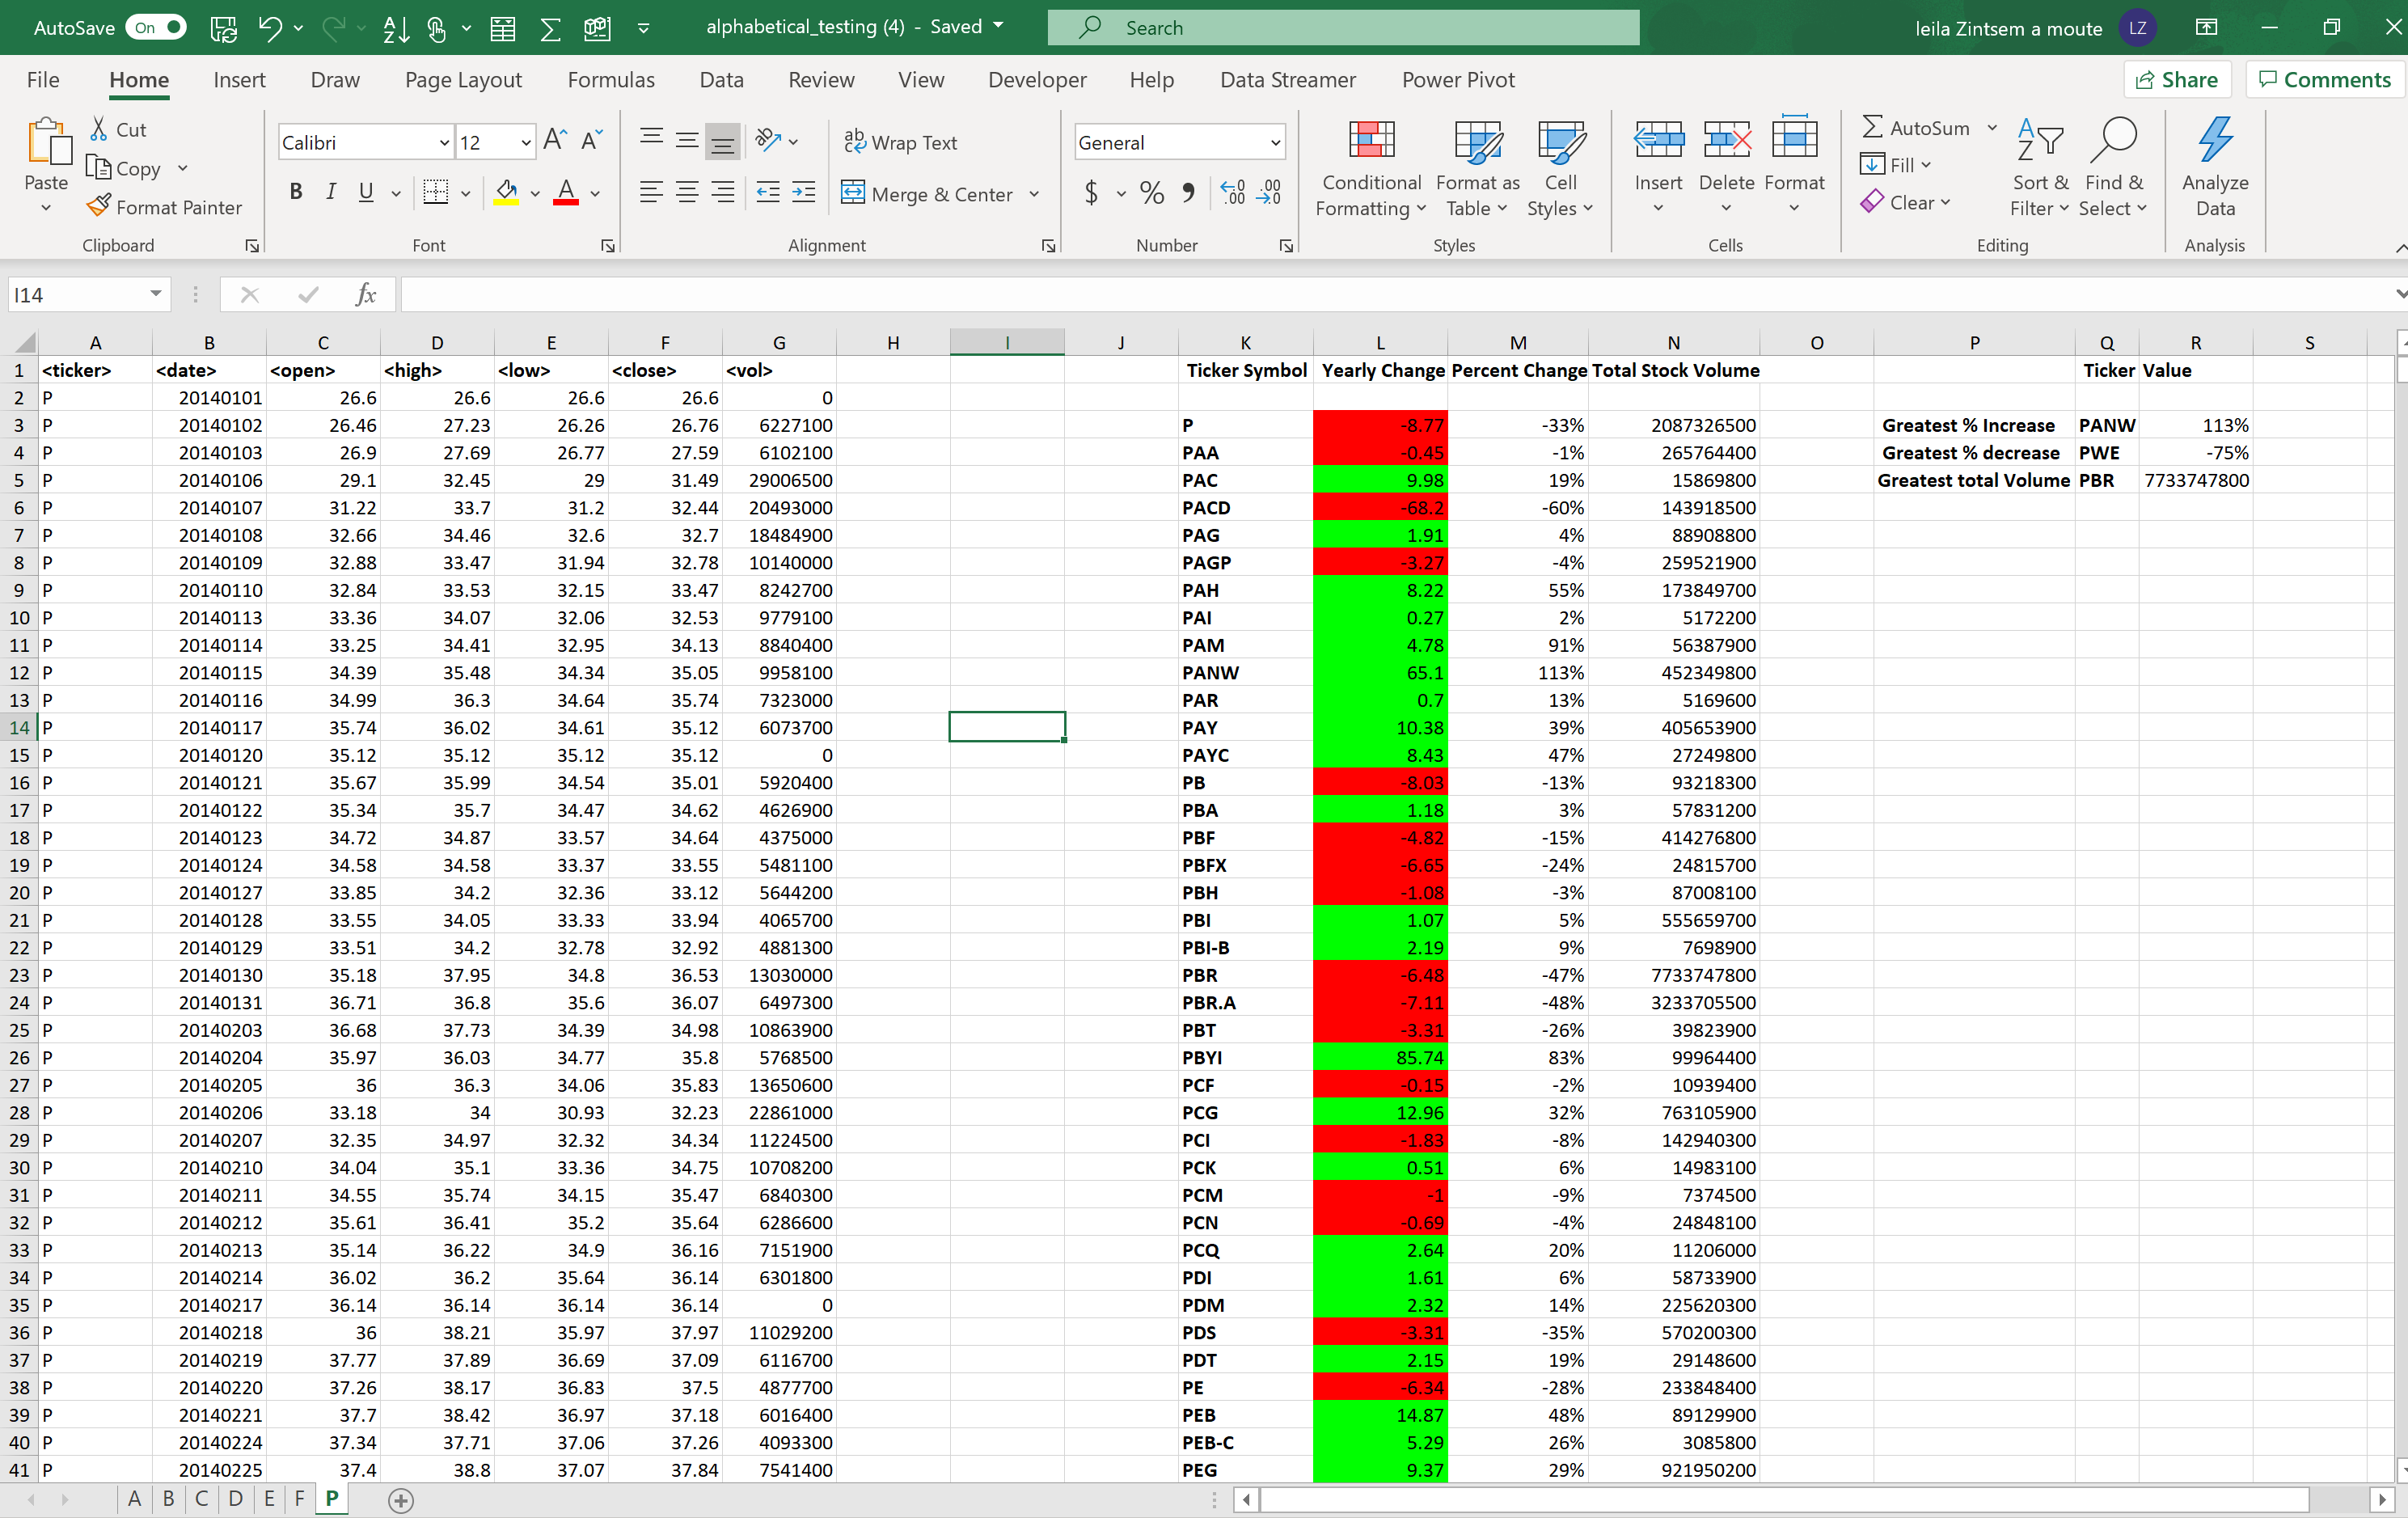 AutoSave On alphabetical_testing (4) - Saved Search leila Zintsem a moute LZ
File Home Insert Draw Page Layout Formulas Data Review View Developer Help Data Streamer Power Pivot Share Comments
Paste Cut Copy Format Painter Clipboard
Calibri 12 A A B I U A Font
ab Wrap Text Merge & Center Alignment
General $ % 9 .00 Number
Conditional Formatting Format as Table Cell Styles Styles
Insert Delete Format Cells
AutoSum Fill Clear Sort & Filter Find & Select Editing
Analyze Data Analysis
I14 fx
A B C D E F G H I J K L M N O P Q R S
1 <ticker> <date> <open> <high> <low> <close> <vol> Ticker Symbol Yearly Change Percent Change Total Stock Volume Ticker Value
2 P 20140101 26.6 26.6 26.6 26.6 0
3 P 20140102 26.46 27.23 26.26 26.76 6227100 P -8.77 -33% 2087326500 Greatest % Increase PANW 113%
4 P 20140103 26.9 27.69 26.77 27.59 6102100 PAA -0.45 -1% 265764400 Greatest % decrease PWE -75%
5 P 20140106 29.1 32.45 29 31.49 29006500 PAC 9.98 19% 15869800 Greatest total Volume PBR 7733747800
6 P 20140107 31.22 33.7 31.2 32.44 20493000 PACD -68.2 -60% 143918500
7 P 20140108 32.66 34.46 32.6 32.7 18484900 PAG 1.91 4% 88908800
8 P 20140109 32.88 33.47 31.94 32.78 10140000 PAGP -3.27 -4% 259521900
9 P 20140110 32.84 33.53 32.15 33.47 8242700 PAH 8.22 55% 173849700
10 P 20140113 33.36 34.07 32.06 32.53 9779100 PAI 0.27 2% 5172200
11 P 20140114 33.25 34.41 32.95 34.13 8840400 PAM 4.78 91% 56387900
12 P 20140115 34.39 35.48 34.34 35.05 9958100 PANW 65.1 113% 452349800
13 P 20140116 34.99 36.3 34.64 35.74 7323000 PAR 0.7 13% 5169600
14 P 20140117 35.74 36.02 34.61 35.12 6073700 PAY 10.38 39% 405653900
15 P 20140120 35.12 35.12 35.12 35.12 0 PAYC 8.43 47% 27249800
16 P 20140121 35.67 35.99 34.54 35.01 5920400 PB -8.03 -13% 93218300
17 P 20140122 35.34 35.7 34.47 34.62 4626900 PBA 1.18 3% 57831200
18 P 20140123 34.72 34.87 33.57 34.64 4375000 PBF -4.82 -15% 414276800
19 P 20140124 34.58 34.58 33.37 33.55 5481100 PBFX -6.65 -24% 24815700
20 P 20140127 33.85 34.2 32.36 33.12 5644200 PBH -1.08 -3% 87008100
21 P 20140128 33.55 34.05 33.33 33.94 4065700 PBI 1.07 5% 555659700
22 P 20140129 33.51 34.2 32.78 32.92 4881300 PBI-B 2.19 9% 7698900
23 P 20140130 35.18 37.95 34.8 36.53 13030000 PBR -6.48 -47% 7733747800
24 P 20140131 36.71 36.8 35.6 36.07 6497300 PBR.A -7.11 -48% 3233705500
25 P 20140203 36.68 37.73 34.39 34.98 10863900 PBT -3.31 -26% 39823900
26 P 20140204 35.97 36.03 34.77 35.8 5768500 PBYI 85.74 83% 99964400
27 P 20140205 36 36.3 34.06 35.83 13650600 PCF -0.15 -2% 10939400
28 P 20140206 33.18 34 30.93 32.23 22861000 PCG 12.96 32% 763105900
29 P 20140207 32.35 34.97 32.32 34.34 11224500 PCI -1.83 -8% 142940300
30 P 20140210 34.04 35.1 33.36 34.75 10708200 PCK 0.51 6% 14983100
31 P 20140211 34.55 35.74 34.15 35.47 6840300 PCM -1 -9% 7374500
32 P 20140212 35.61 36.41 35.2 35.64 6286600 PCN -0.69 -4% 24848100
33 P 20140213 35.14 36.22 34.9 36.16 7151900 PCQ 2.64 20% 11206000
34 P 20140214 36.02 36.2 35.64 36.14 6301800 PDI 1.61 6% 58733900
35 P 20140217 36.14 36.14 36.14 36.14 0 PDM 2.32 14% 225620300
36 P 20140218 36 38.21 35.97 37.97 11029200 PDS -3.31 -35% 570200300
37 P 20140219 37.77 37.89 36.69 37.09 6116700 PDT 2.15 19% 29148600
38 P 20140220 37.26 38.17 36.83 37.5 4877700 PE -6.34 -28% 233848400
39 P 20140221 37.7 38.42 36.97 37.18 6016400 PEB 14.87 48% 89129900
40 P 20140224 37.34 37.71 37.06 37.26 4093300 PEB-C 5.29 26% 3085800
41 P 20140225 37.4 38.8 37.07 37.84 7541400 PEG 9.37 29% 921950200
A B C D E F P